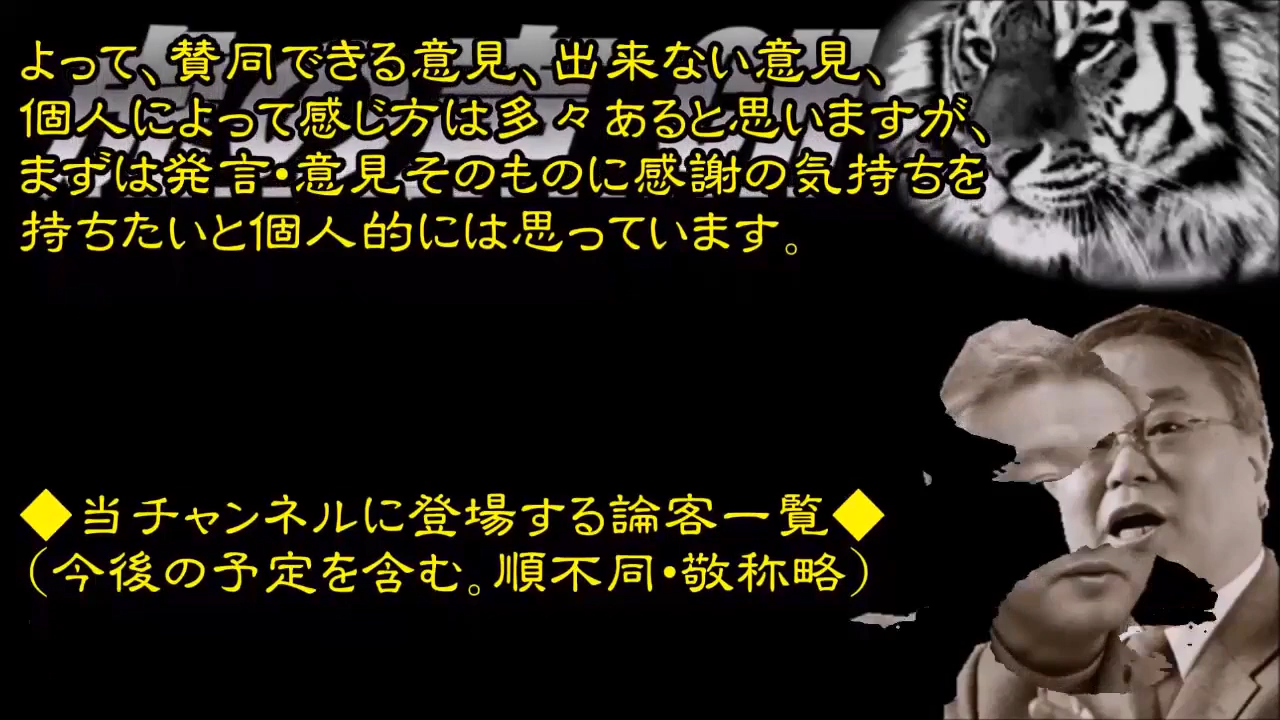 よって、賛同できる意見、出来ない意見、
個人によって感じ方は多々あると思いますが、
まずは発言・意見そのものに感謝の気持ちを
持ちたいと個人的には思っています。
◆当チャンネルに登場する論客一覧◆
（今後の予定を含む。順不同・敬称略）